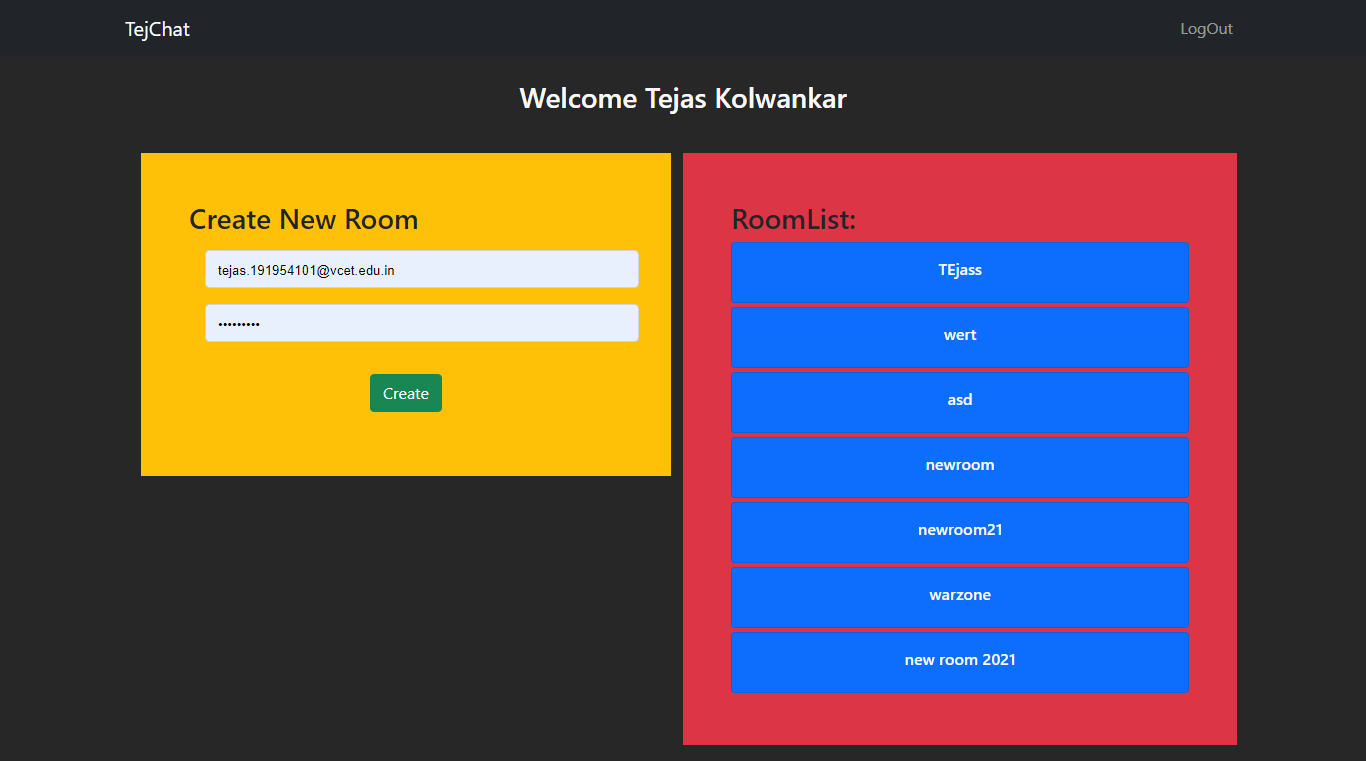 TejChat
LogOut
Welcome Tejas Kolwankar
Create New Room
tejas.191954101@vcet.edu.in
•••••••••
Create
RoomList:
TEjass
wert
asd
newroom
newroom21
warzone
new room 2021